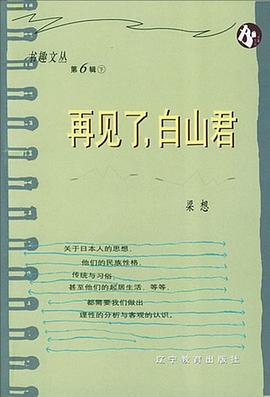 书趣文丛
第6辑下
再见了,白山君
梁想
关于日本人的思想,
他们的民族性格,
传统与习俗,
甚至他们的起居生活,等等,
都需要我们做出
理性的分析与客观的认识。
辽宁教育出版社